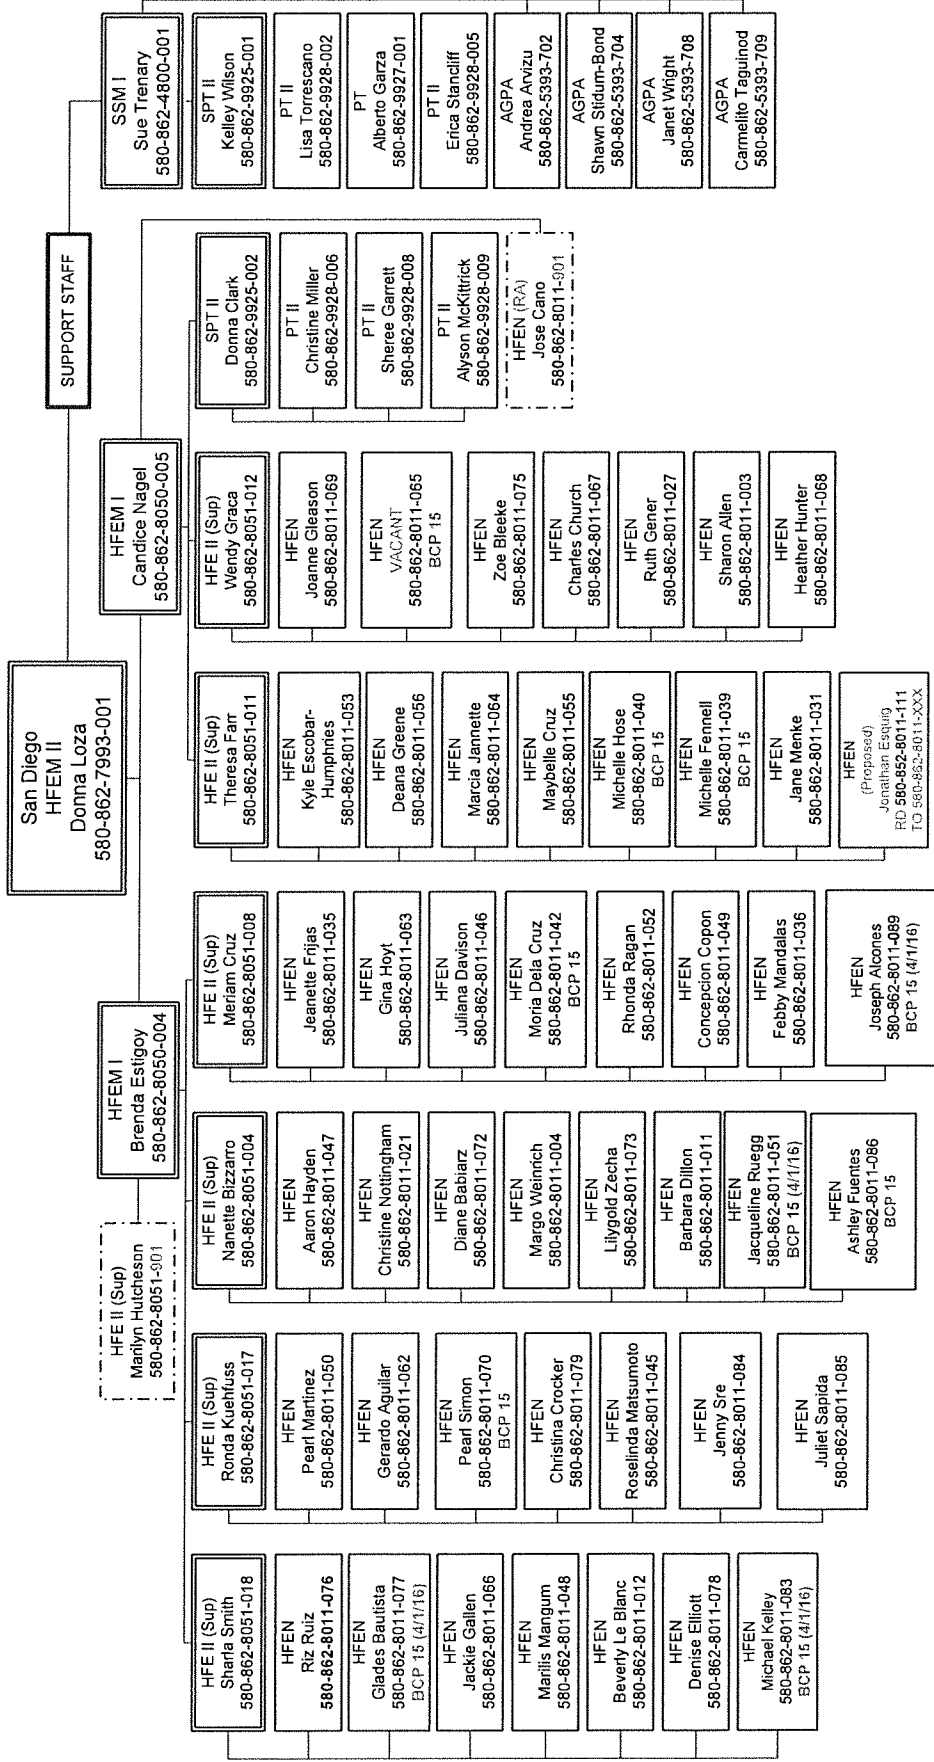 San Diego
HFEM II
Donna Loza
580-862-7993-001
SUPPORT STAFF
HFE II (Sup)
Marilyn Hutcheson
580-862-8051-901
HFEM I
Brenda Estigoy
580-862-8050-004
HFEM I
Candice Nagel
580-862-8050-005
SSM I
Sue Trenary
580-862-4800-001
HFE II (Sup)
Sharla Smith
580-862-8051-018
HFEN
Riz Ruiz
580-862-8011-076
HFEN
Glades Bautista
580-862-8011-077
BCP 15 (4/1/16)
HFEN
Jackie Gallen
580-862-8011-066
HFEN
Marilis Mangum
580-862-8011-048
HFEN
Beverly Le Blanc
580-862-8011-012
HFEN
Denise Elliott
580-862-8011-078
HFEN
Michael Kelley
580-862-8011-083
BCP 15 (4/1/16)
HFE II (Sup)
Ronda Kuehfuss
580-862-8051-017
HFEN
Pearl Martinez
580-862-8011-050
HFEN
Gerardo Aguilar
580-862-8011-062
HFEN
Pearl Simon
580-862-8011-070
BCP 15
HFEN
Christina Crocker
580-862-8011-079
HFEN
Roselinda Matsumoto
580-862-8011-045
HFEN
Jenny Sre
580-862-8011-084
HFEN
Juliet Sapida
580-862-8011-085
HFE II (Sup)
Nanette Bizzarro
580-862-8051-004
HFEN
Aaron Hayden
580-862-8011-047
HFEN
Christine Nottingham
580-862-8011-021
HFEN
Diane Babiarz
580-862-8011-072
HFEN
Margo Weinrich
580-862-8011-004
HFEN
Lilygold Zecha
580-862-8011-073
HFEN
Barbara Dillon
580-862-8011-011
HFEN
Jacqueline Ruegg
580-862-8011-051
BCP 15 (4/1/16)
HFEN
Ashley Fuentes
580-862-8011-086
BCP 15
HFE II (Sup)
Meriam Cruz
580-862-8051-008
HFEN
Jeanette Frijas
580-862-8011-035
HFEN
Gina Hoyt
580-862-8011-063
HFEN
Juliana Davison
580-862-8011-046
HFEN
Moria Dela Cruz
580-862-8011-042
BCP 15
HFEN
Rhonda Ragan
580-862-8011-052
HFEN
Concepcion Copon
580-862-8011-049
HFEN
Febby Mandalas
580-862-8011-036
HFEN
Joseph Alcones
580-862-8011-089
BCP 15 (4/1/16)
HFE II (Sup)
Theresa Farr
580-862-8051-011
HFEN
Kyle Escobar-
Humphries
580-862-8011-053
HFEN
Deana Greene
580-862-8011-056
HFEN
Marcia Jannette
580-862-8011-064
HFEN
Maybelle Cruz
580-862-8011-055
HFEN
Michelle Hose
580-862-8011-040
BCP 15
HFEN
Michelle Fennell
580-862-8011-039
BCP 15
HFEN
Jane Menke
580-862-8011-031
HFEN
(Proposed)
Jonathan Esquig
RD 580-852-8011-111
TO 580-862-8011-XXX
HFE II (Sup)
Wendy Graca
580-862-8051-012
HFEN
Joanne Gleason
580-862-8011-069
HFEN
VACANT
580-862-8011-065
BCP 15
HFEN
Zoe Bleeke
580-862-8011-075
HFEN
Charles Church
580-862-8011-067
HFEN
Ruth Gener
580-862-8011-027
HFEN
Sharon Allen
580-862-8011-003
HFEN
Heather Hunter
580-862-8011-068
SPT II
Donna Clark
580-862-9925-002
PT II
Christine Miller
580-862-9928-006
PT II
Sheree Garrett
580-862-9928-008
PT II
Alyson McKittrick
580-862-9928-009
HFEN (RA)
Jose Cano
580-862-8011-901
SPT II
Kelley Wilson
580-862-9925-001
PT II
Lisa Torrescano
580-862-9928-002
PT
Alberto Garza
580-862-9927-001
PT II
Erica Stancliff
580-862-9928-005
AGPA
Andrea Arvizu
580-862-5393-702
AGPA
Shawn Stidum-Bond
580-862-5393-704
AGPA
Janet Wright
580-862-5393-708
AGPA
Carmelito Taguinod
580-862-5393-709